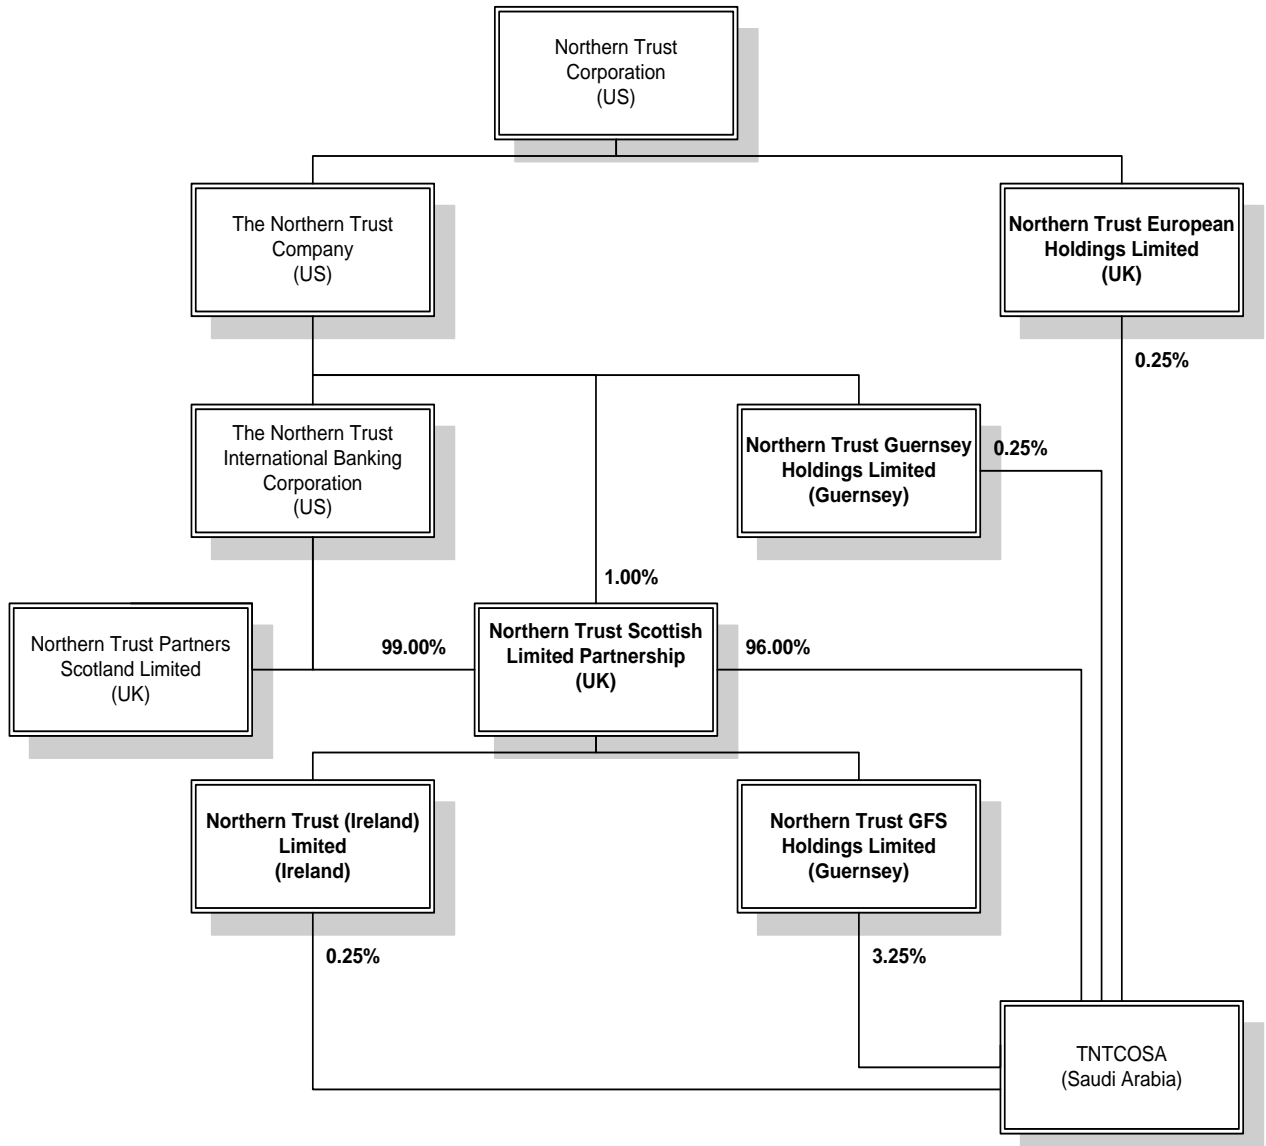 Northern Trust
Corporation
(US)
The Northern Trust
Company
(US)
Northern Trust European
Holdings Limited
(UK)
0.25%
The Northern Trust
International Banking
Corporation
(US)
Northern Trust Guernsey
Holdings Limited
(Guernsey)
0.25%
1.00%
Northern Trust Partners
Scotland Limited
(UK)
99.00%
Northern Trust Scottish
Limited Partnership
(UK)
96.00%
Northern Trust (Ireland)
Limited
(Ireland)
Northern Trust GFS
Holdings Limited
(Guernsey)
0.25%
3.25%
TNTCOSA
(Saudi Arabia)